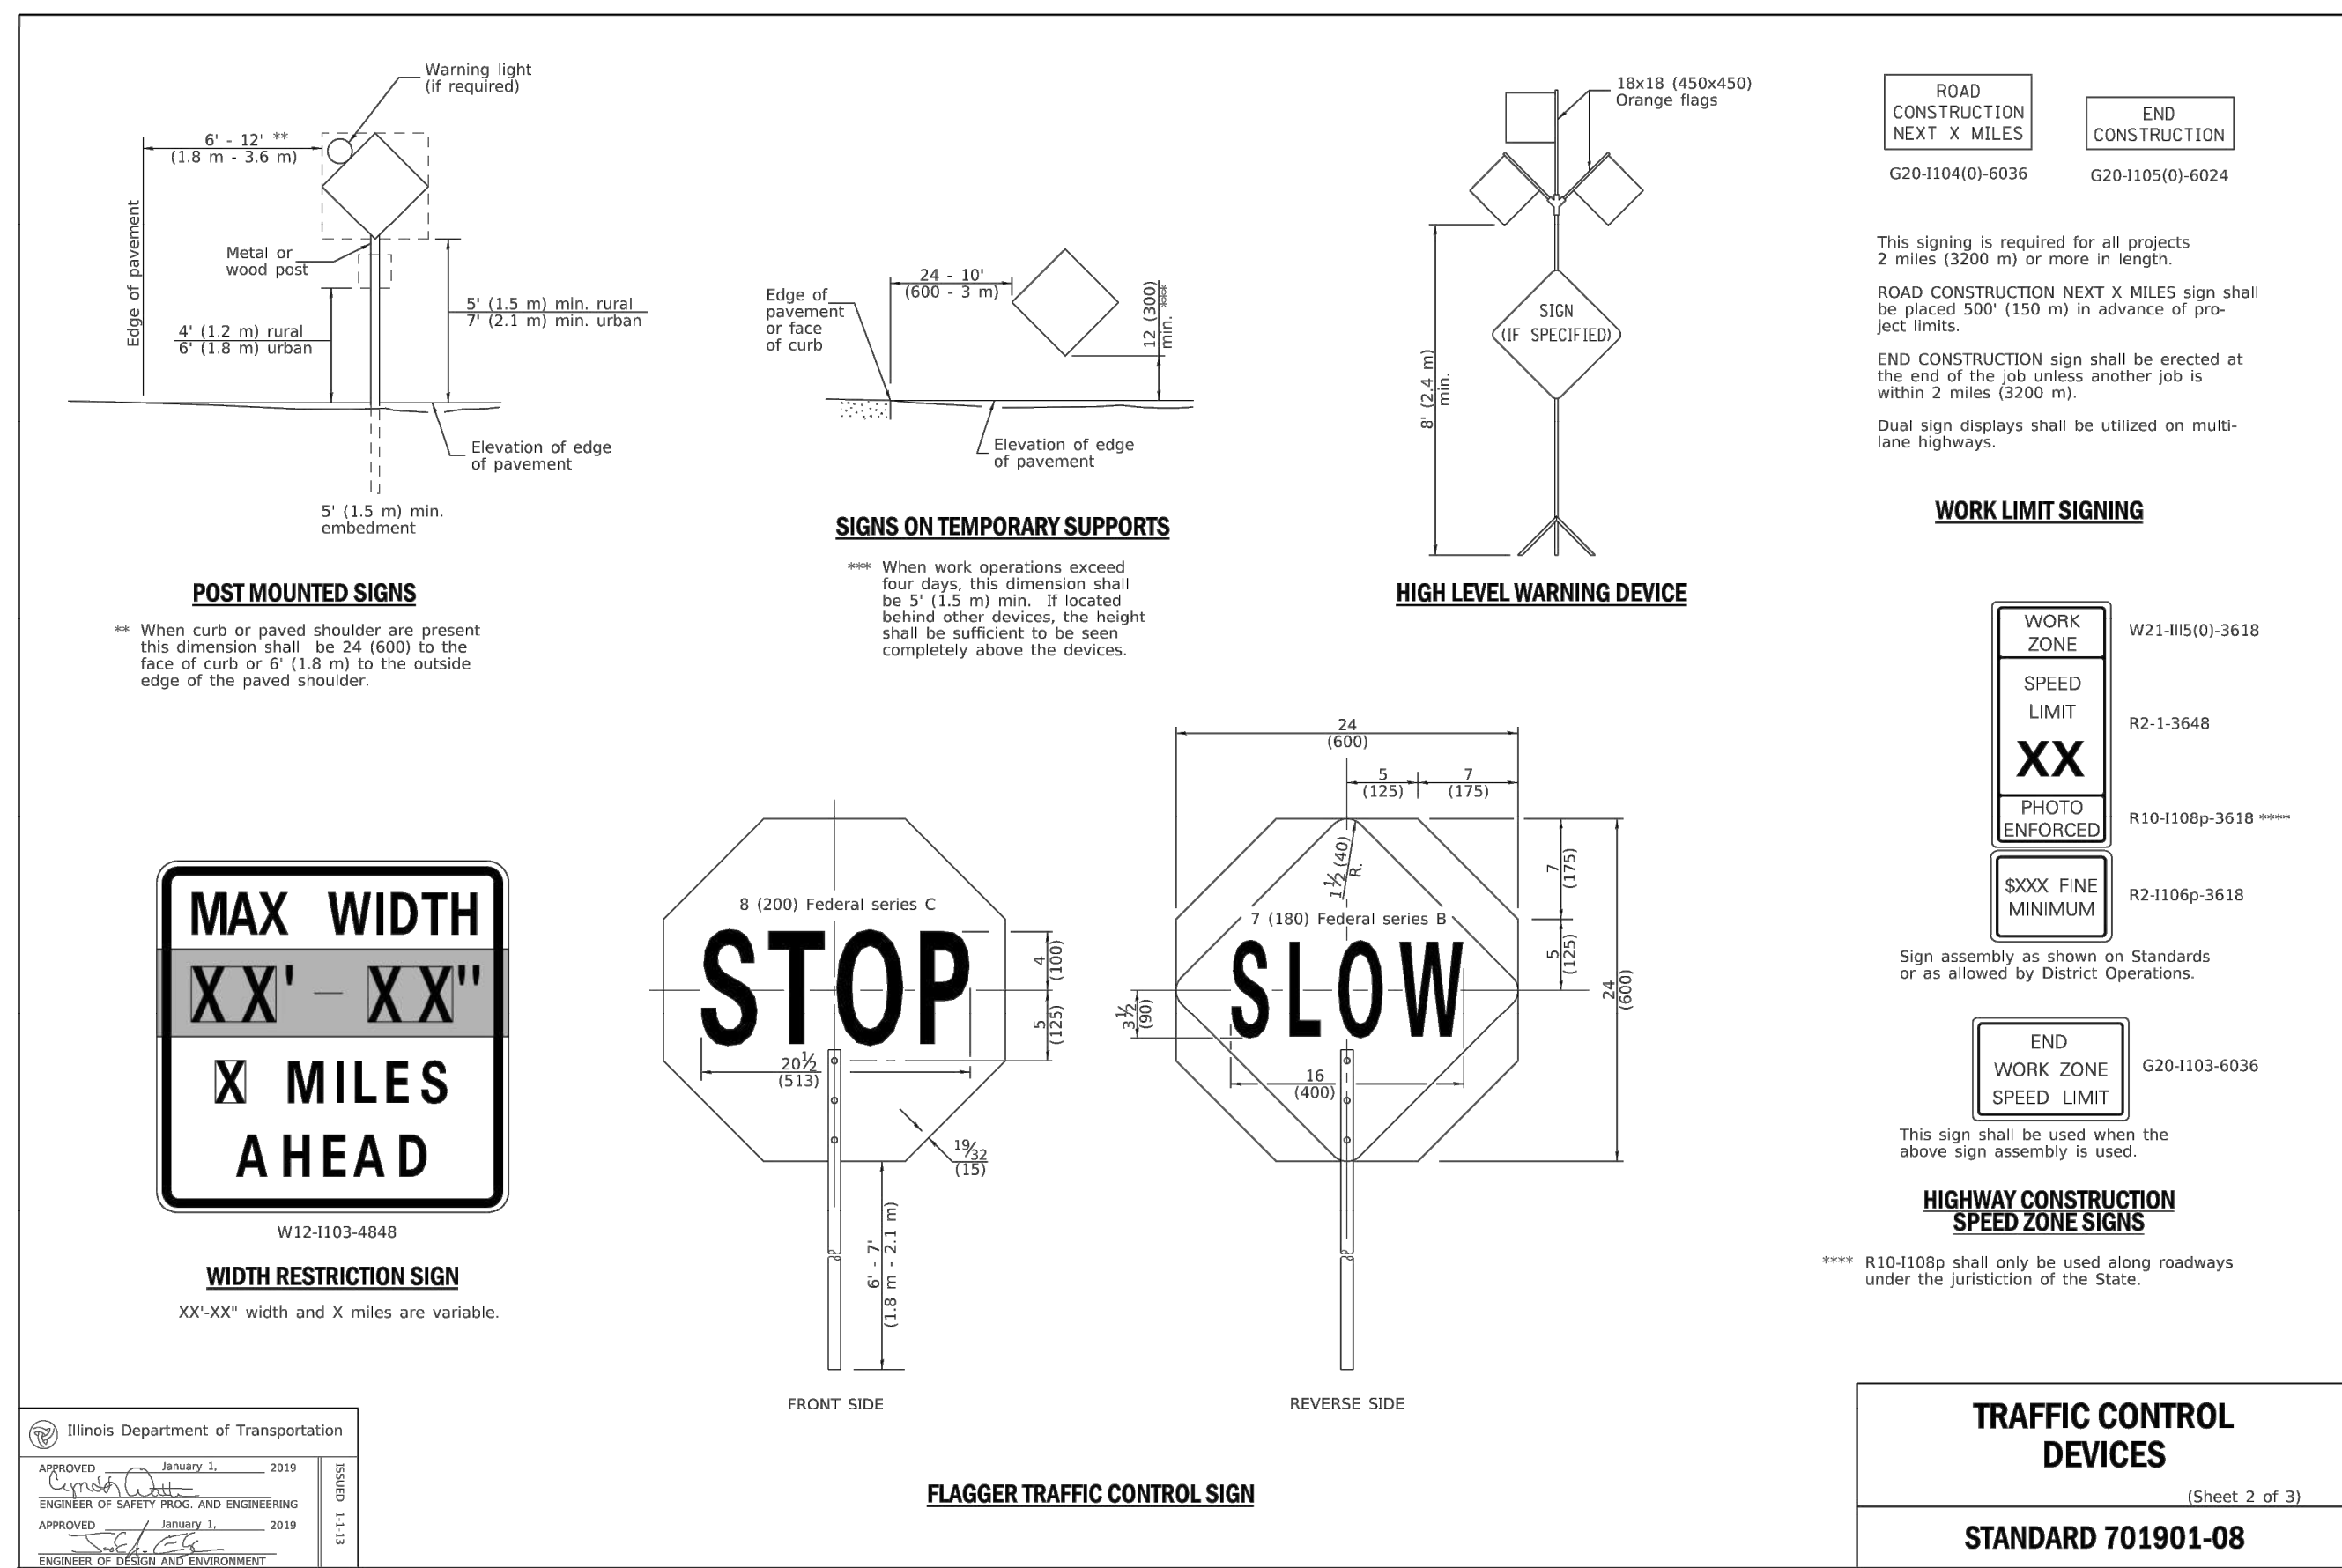 Warning light
(if required)
6' - 12' **
(1.8 m - 3.6 m)
Edge of pavement
Metal or
wood post
5' (1.5 m) min. rural
7' (2.1 m) min. urban
4' (1.2 m) rural
6' (1.8 m) urban
Elevation of edge
of pavement
5' (1.5 m) min.
embedment
POST MOUNTED SIGNS
** When curb or paved shoulder are present
this dimension shall be 24 (600) to the
face of curb or 6' (1.8 m) to the outside
edge of the paved shoulder.
24 - 10'
(600 - 3 m)
Edge of
pavement
or face
of curb
12 (300)
min. ***
Elevation of edge
of pavement
SIGNS ON TEMPORARY SUPPORTS
*** When work operations exceed
four days, this dimension shall
be 5' (1.5 m) min. If located
behind other devices, the height
shall be sufficient to be seen
completely above the devices.
18x18 (450x450)
Orange flags
SIGN
(IF SPECIFIED)
8' (2.4 m)
min.
HIGH LEVEL WARNING DEVICE
ROAD
CONSTRUCTION
NEXT X MILES
G20-I104(0)-6036
END
CONSTRUCTION
G20-I105(0)-6024
This signing is required for all projects
2 miles (3200 m) or more in length.
ROAD CONSTRUCTION NEXT X MILES sign shall
be placed 500' (150 m) in advance of pro-
ject limits.
END CONSTRUCTION sign shall be erected at
the end of the job unless another job is
within 2 miles (3200 m).
Dual sign displays shall be utilized on multi-
lane highways.
WORK LIMIT SIGNING
WORK
ZONE
W21-III5(0)-3618
SPEED
LIMIT
XX
R2-1-3648
PHOTO
ENFORCED
R10-I108p-3618 ****
$XXX FINE
MINIMUM
R2-I106p-3618
Sign assembly as shown on Standards
or as allowed by District Operations.
END
WORK ZONE
SPEED LIMIT
G20-I103-6036
This sign shall be used when the
above sign assembly is used.
HIGHWAY CONSTRUCTION
SPEED ZONE SIGNS
**** R10-I108p shall only be used along roadways
under the juristiction of the State.
MAX WIDTH
XX' - XX"
X MILES
AHEAD
W12-I103-4848
WIDTH RESTRICTION SIGN
XX'-XX" width and X miles are variable.
8 (200) Federal series C
STOP
4
(100)
5
(125)
20 1/2
(513)
19/32
(15)
6' - 7'
(1.8 m - 2.1 m)
FRONT SIDE
24
(600)
5
(125)
7
(175)
1 1/2 (40)
R.
7 (180) Federal series B
SLOW
7
(175)
5
(125)
24
(600)
3 1/2
(90)
16
(400)
REVERSE SIDE
FLAGGER TRAFFIC CONTROL SIGN
Illinois Department of Transportation
APPROVED January 1, 2019
ENGINEER OF SAFETY PROG. AND ENGINEERING
APPROVED January 1, 2019
ENGINEER OF DESIGN AND ENVIRONMENT
ISSUED 1-1-13
TRAFFIC CONTROL
DEVICES
(Sheet 2 of 3)
STANDARD 701901-08